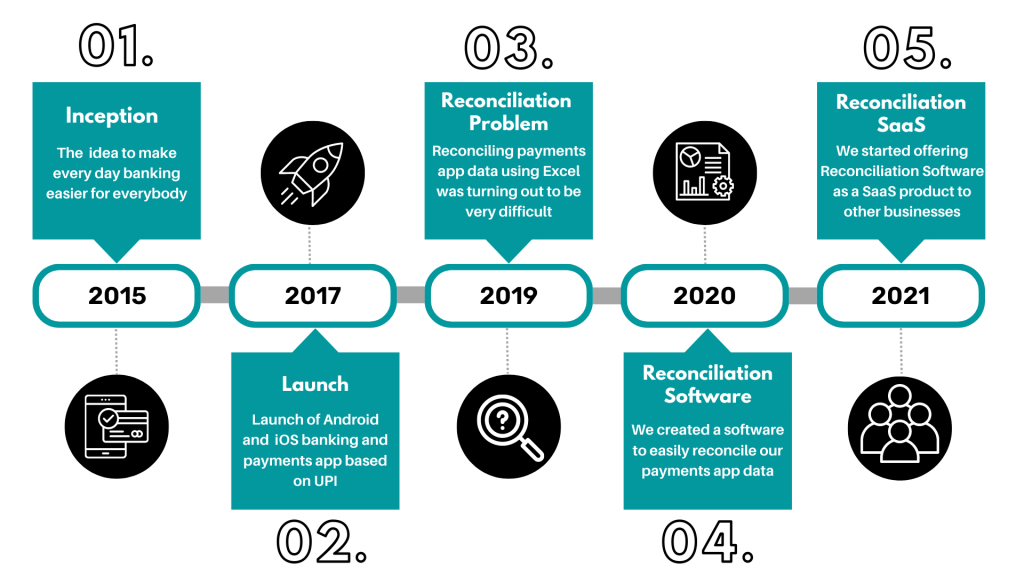 01.
Inception
The idea to make
every day banking
easier for everybody
2015
2017
Launch
Launch of Android
and iOS banking and
payments app based
on UPI
02.
03.
Reconciliation
Problem
Reconciling payments
app data using Excel
was turning out to be
very difficult
2019
?
2020
Reconciliation
Software
We created a software
to easily reconcile our
payments app data
04.
05.
Reconciliation
SaaS
We started offering
Reconciliation Software
as a SaaS product to
other businesses
2021